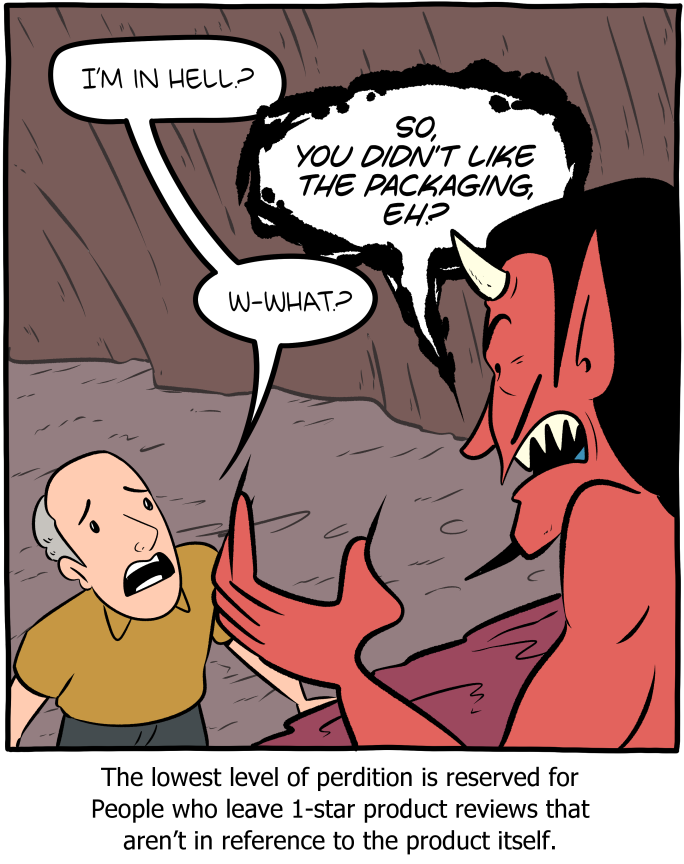 I'M IN HELL?
SO,
YOU DIDN'T LIKE
THE PACKAGING,
EH?
W-WHAT?
The lowest level of perdition is reserved for
People who leave 1-star product reviews that
aren't in reference to the product itself.